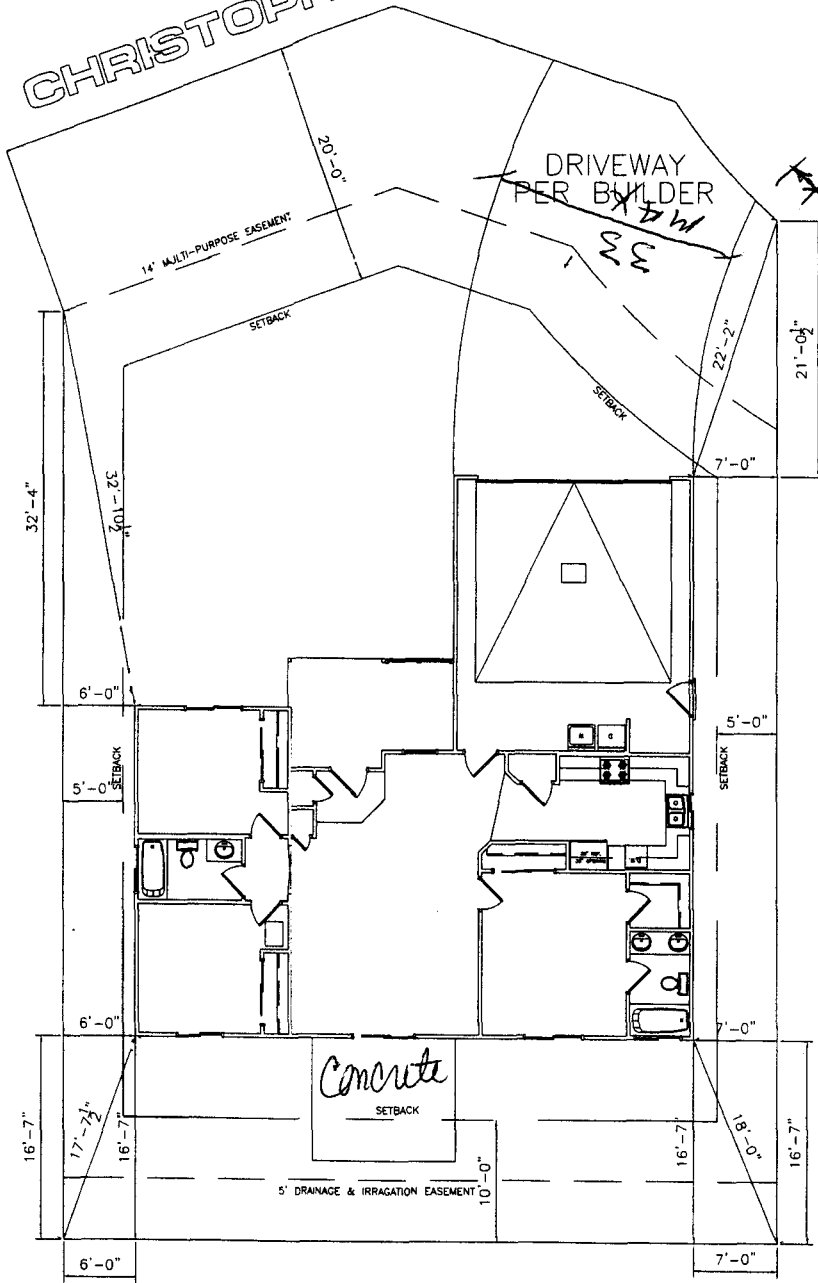 CHRISTOPH
20'-0"
DRIVEWAY
PER BUILDER
33
MAX
14' MULTI-PURPOSE EASEMENT
SETBACK
22'-2"
21'-0½"
SETBACK
7'-0"
32'-4"
32'-10½"
6'-0"
5'-0"
SETBACK
5'-0"
SETBACK
6'-0"
7'-0"
Concrete
SETBACK
16'-7"
17'-7½"
16'-7"
16'-7"
18'-0"
16'-7"
5' DRAINAGE & IRRAGATION EASEMENT
10'-0"
6'-0"
7'-0"